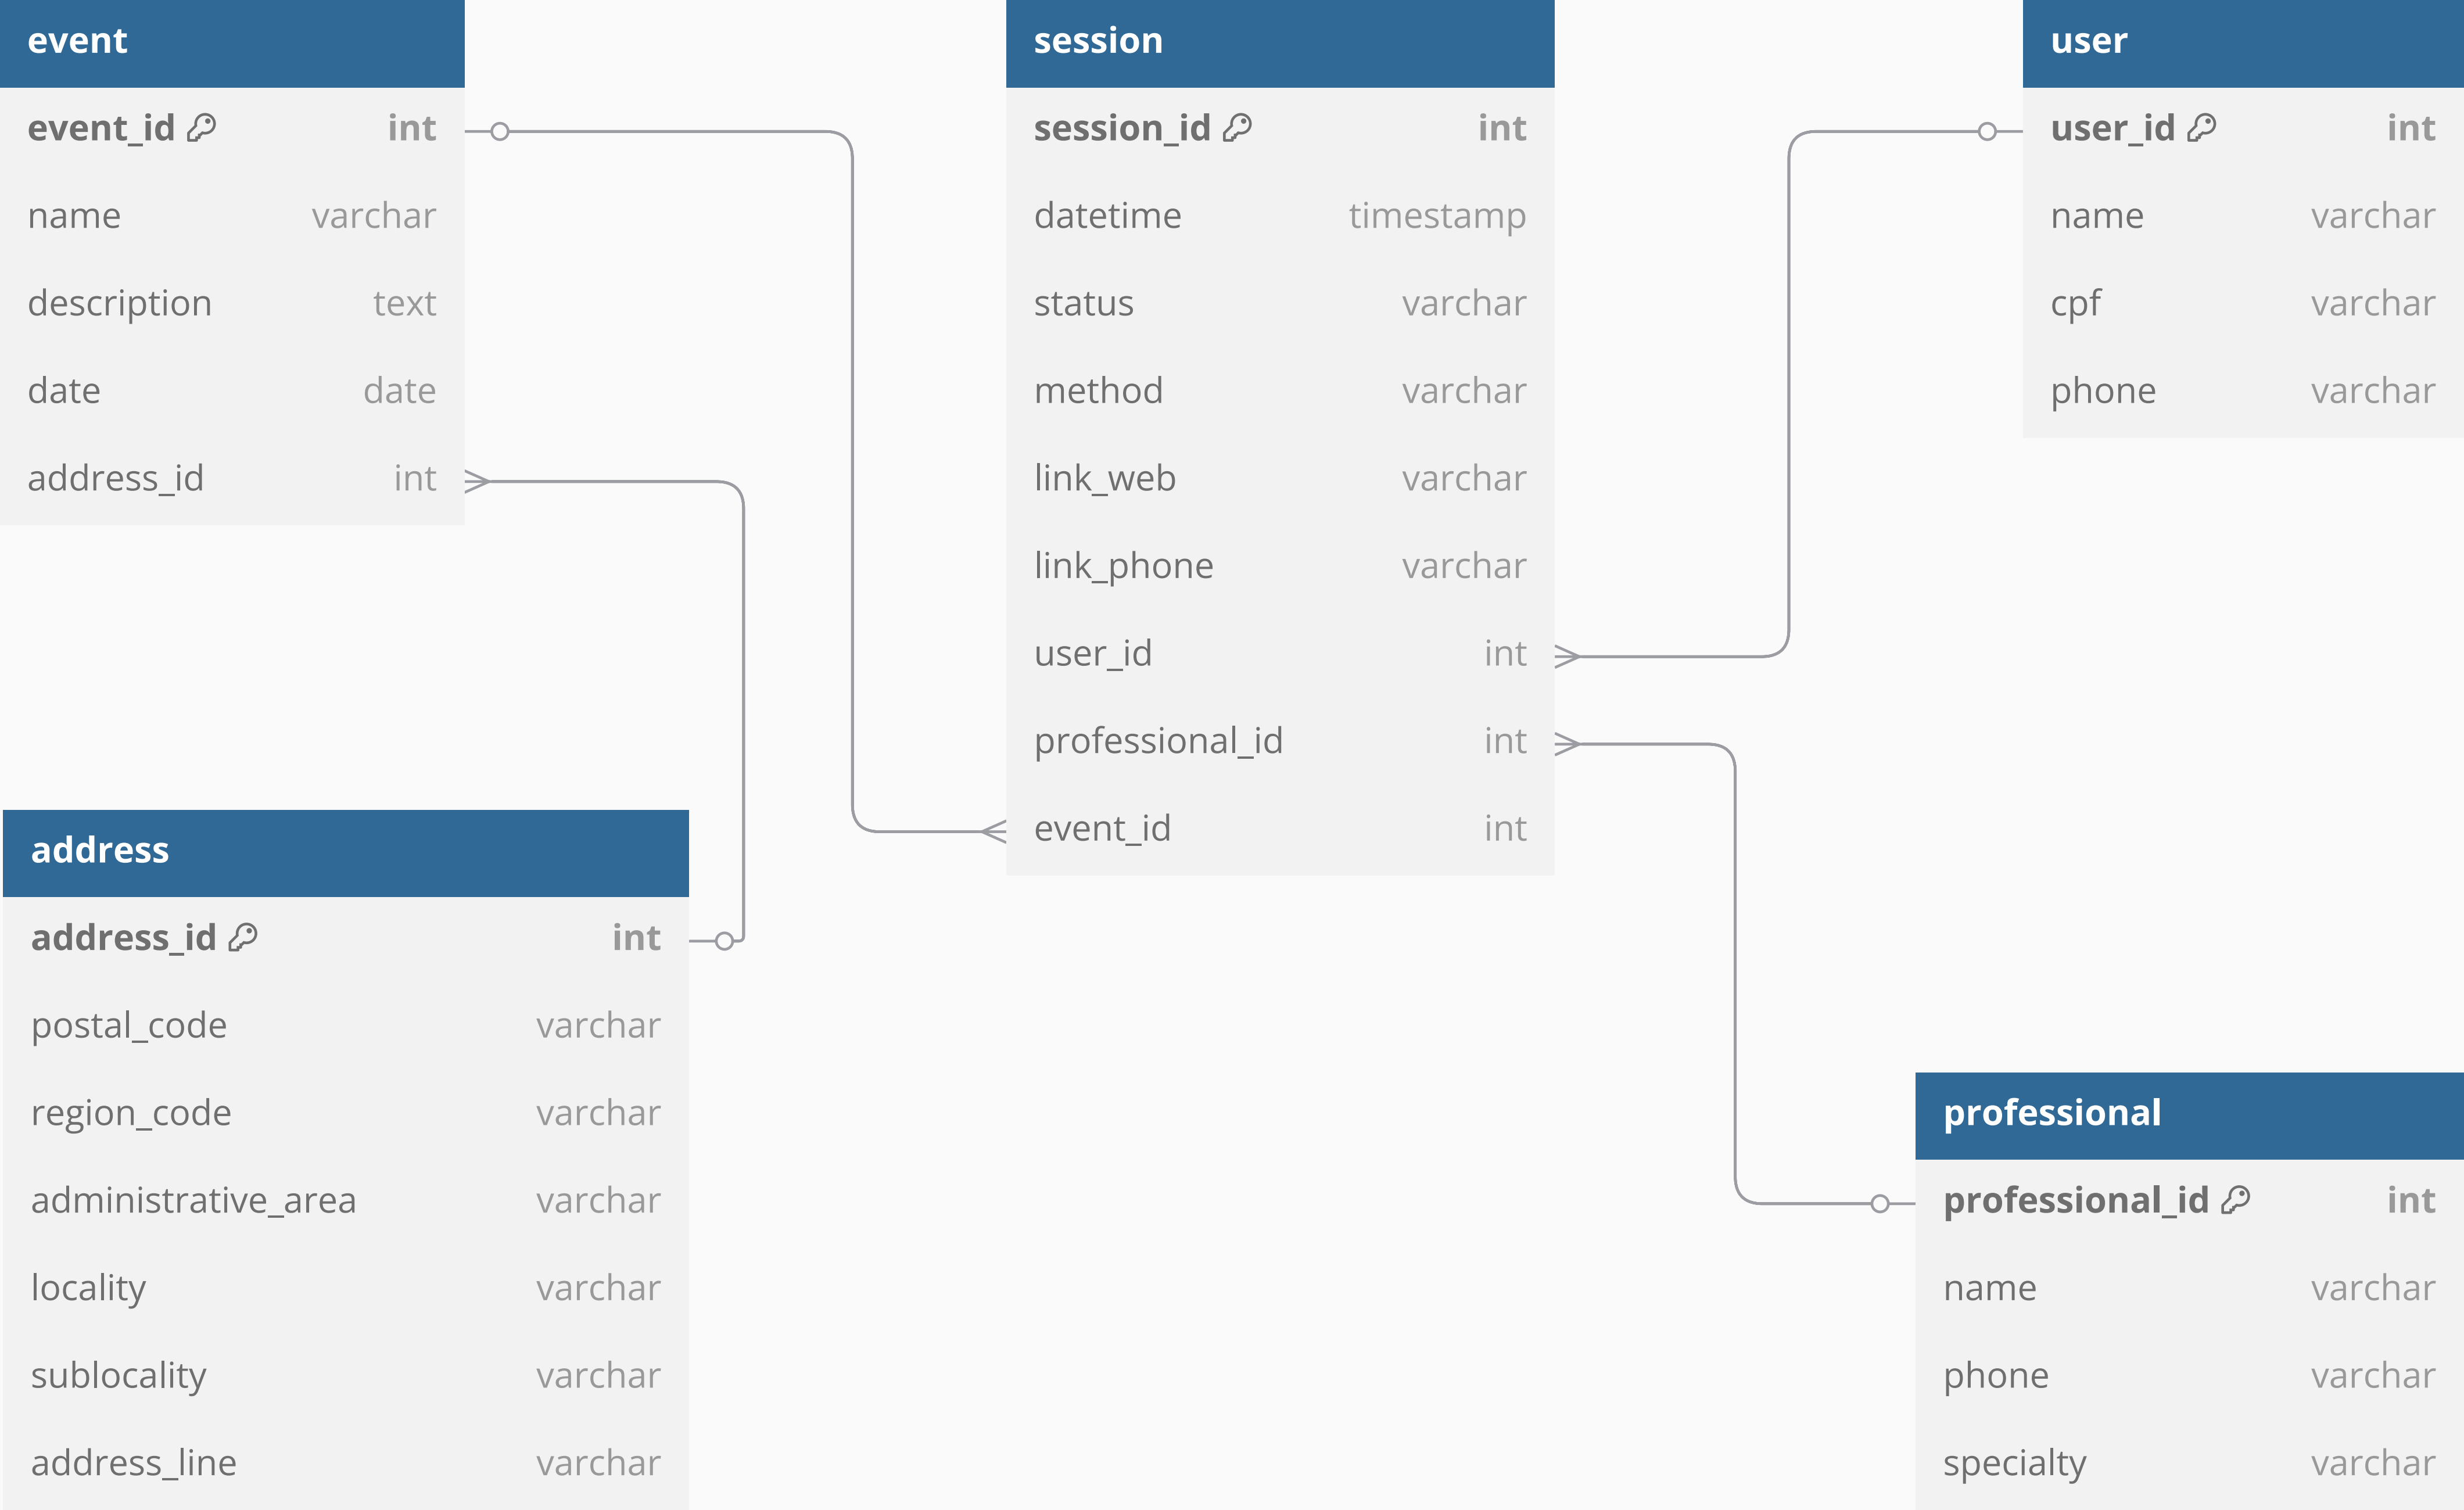 event
event_id int
name varchar
description text
date date
address_id int
session
session_id int
datetime timestamp
status varchar
method varchar
link_web varchar
link_phone varchar
user_id int
professional_id int
event_id int
user
user_id int
name varchar
cpf varchar
phone varchar
address
address_id int
postal_code varchar
region_code varchar
administrative_area varchar
locality varchar
sublocality varchar
address_line varchar
professional
professional_id int
name varchar
phone varchar
specialty varchar